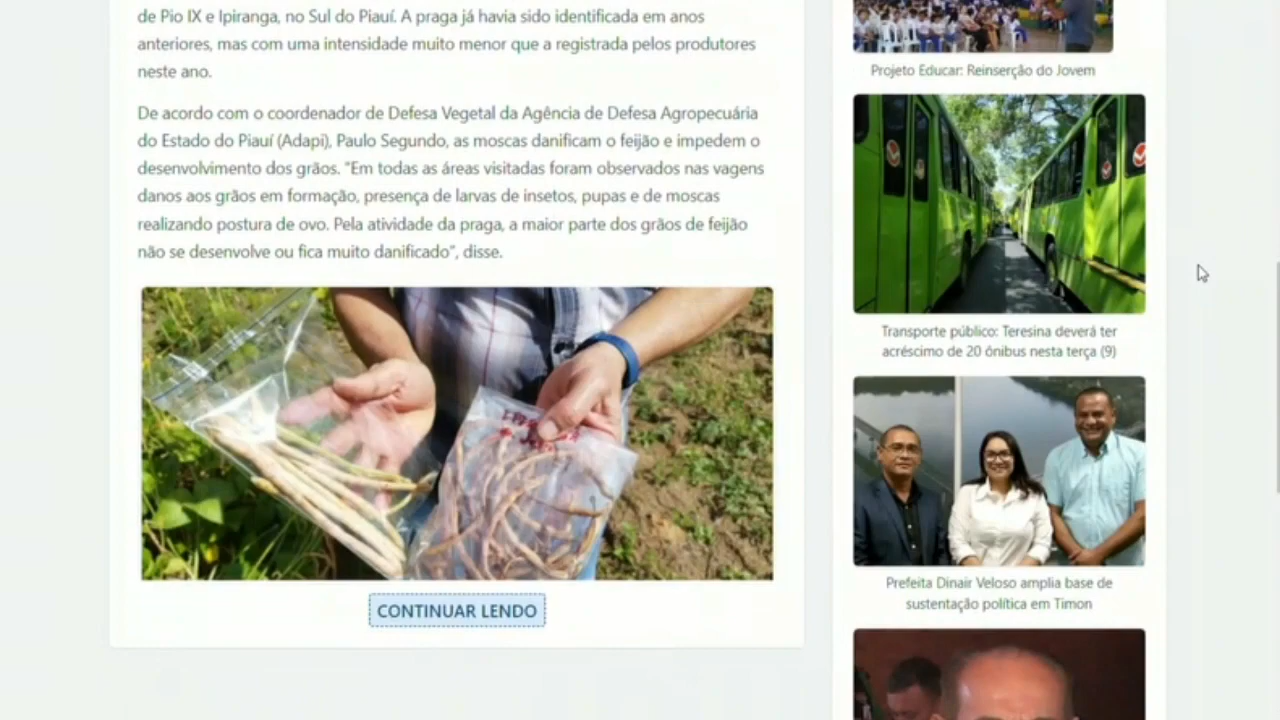 de Pio IX e Ipiranga, no Sul do Piauí. A praga já havia sido identificada em anos
anteriores, mas com uma intensidade muito menor que a registrada pelos produtores
neste ano.
De acordo com o coordenador de Defesa Vegetal da Agência de Defesa Agropecuária
do Estado do Piauí (Adapi), Paulo Segundo, as moscas danificam o feijão e impedem o
desenvolvimento dos grãos. “Em todas as áreas visitadas foram observados nas vagens
danos aos grãos em formação, presença de larvas de insetos, pupas e de moscas
realizando postura de ovo. Pela atividade da praga, a maior parte dos grãos de feijão
não se desenvolve ou fica muito danificado”, disse.
CONTINUAR LENDO
Projeto Educar: Reinserção do Jovem
Transporte público: Teresina deverá ter
acréscimo de 20 ônibus nesta terça (9)
Prefeita Dinair Veloso amplia base de
sustentação política em Timon